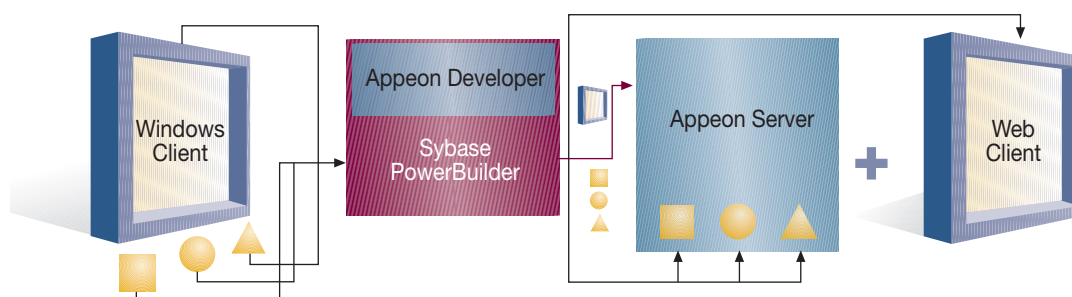 Windows
Client
Appeon Developer
Sybase
PowerBuilder
Appeon Server
Web
Client